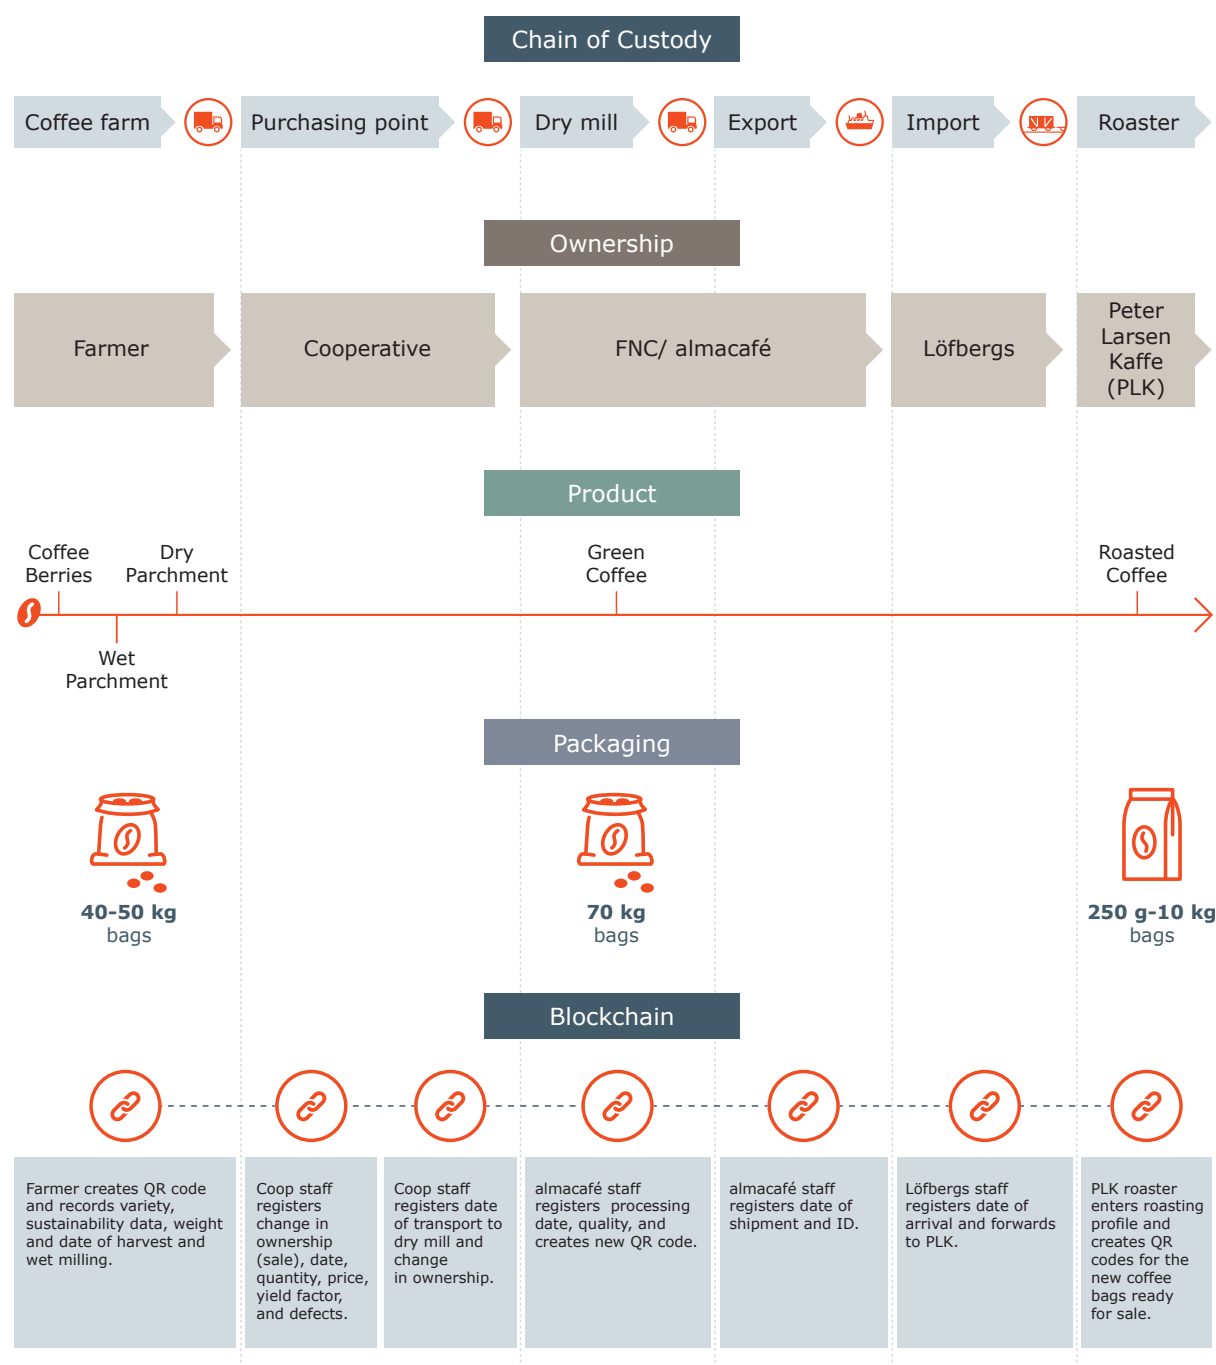 Chain of Custody
Coffee farm
Purchasing point
Dry mill
Export
Import
Roaster
Ownership
Farmer
Cooperative
FNC/ almacafé
Löfbergs
Peter
Larsen
Kaffe
(PLK)
Product
Coffee
Berries
Dry
Parchment
Green
Coffee
Roasted
Coffee
Wet
Parchment
Packaging
40-50 kg
bags
70 kg
bags
250 g-10 kg
bags
Blockchain
Farmer creates QR code
and records variety,
sustainability data, weight
and date of harvest and
wet milling.
Coop staff
registers
change in
ownership
(sale), date,
quantity, price,
yield factor,
and defects.
Coop staff
registers date
of transport to
dry mill and
change
in ownership.
almacafé staff
registers processing
date, quality, and
creates new QR code.
almacafé staff
registers date of
shipment and ID.
Löfbergs staff
registers date of
arrival and forwards
to PLK.
PLK roaster
enters roasting
profile and
creates QR
codes for the
new coffee
bags ready
for sale.